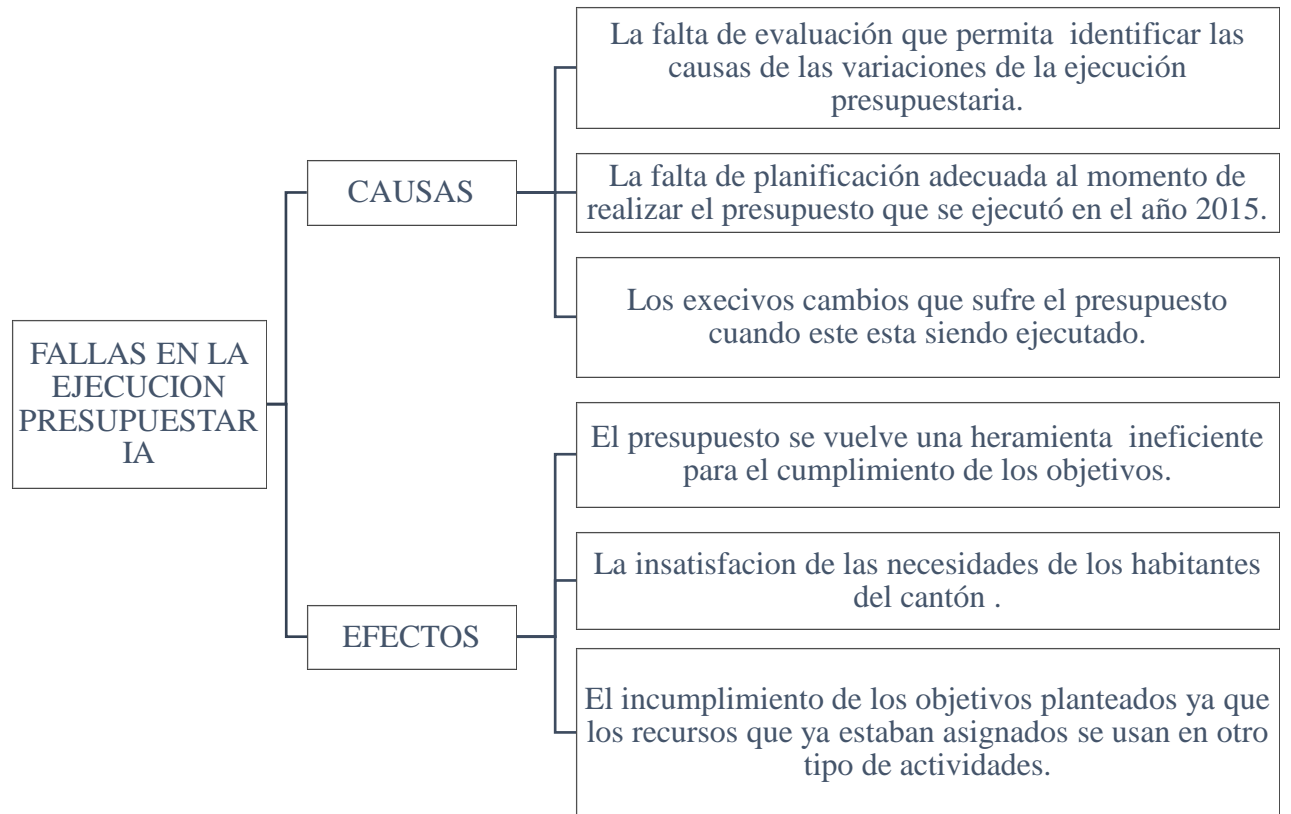 FALLAS EN LA
EJECUCION
PRESUPUESTAR
IA
CAUSAS
La falta de evaluación que permita  identificar las
causas de las variaciones de la ejecución
presupuestaria.
La falta de planificación adecuada al momento de
realizar el presupuesto que se ejecutó en el año 2015.
Los execivos cambios que sufre el presupuesto
cuando este esta siendo ejecutado.
EFECTOS
El presupuesto se vuelve una heramienta  ineficiente
para el cumplimiento de los objetivos.
La insatisfacion de las necesidades de los habitantes
del cantón .
El incumplimiento de los objetivos planteados ya que
los recursos que ya estaban asignados se usan en otro
tipo de actividades.